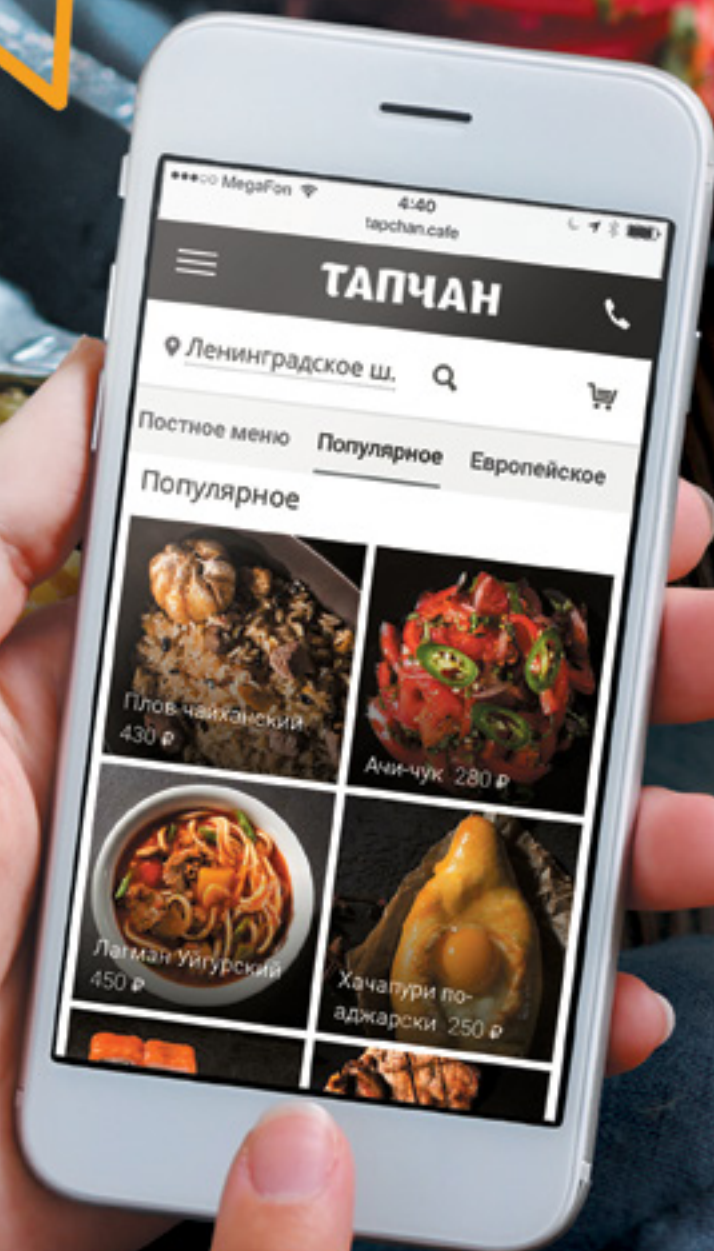 MegaFon
4:40
tapchan.cafe
ТАПЧАН
Ленинградское ш.
Постное меню Популярное Европейское
Популярное
Плов чайханский
430 ₽
Ачи-чук 280 ₽
Лагман Уйгурский
450 ₽
Хачапури по-
аджарски 250 ₽